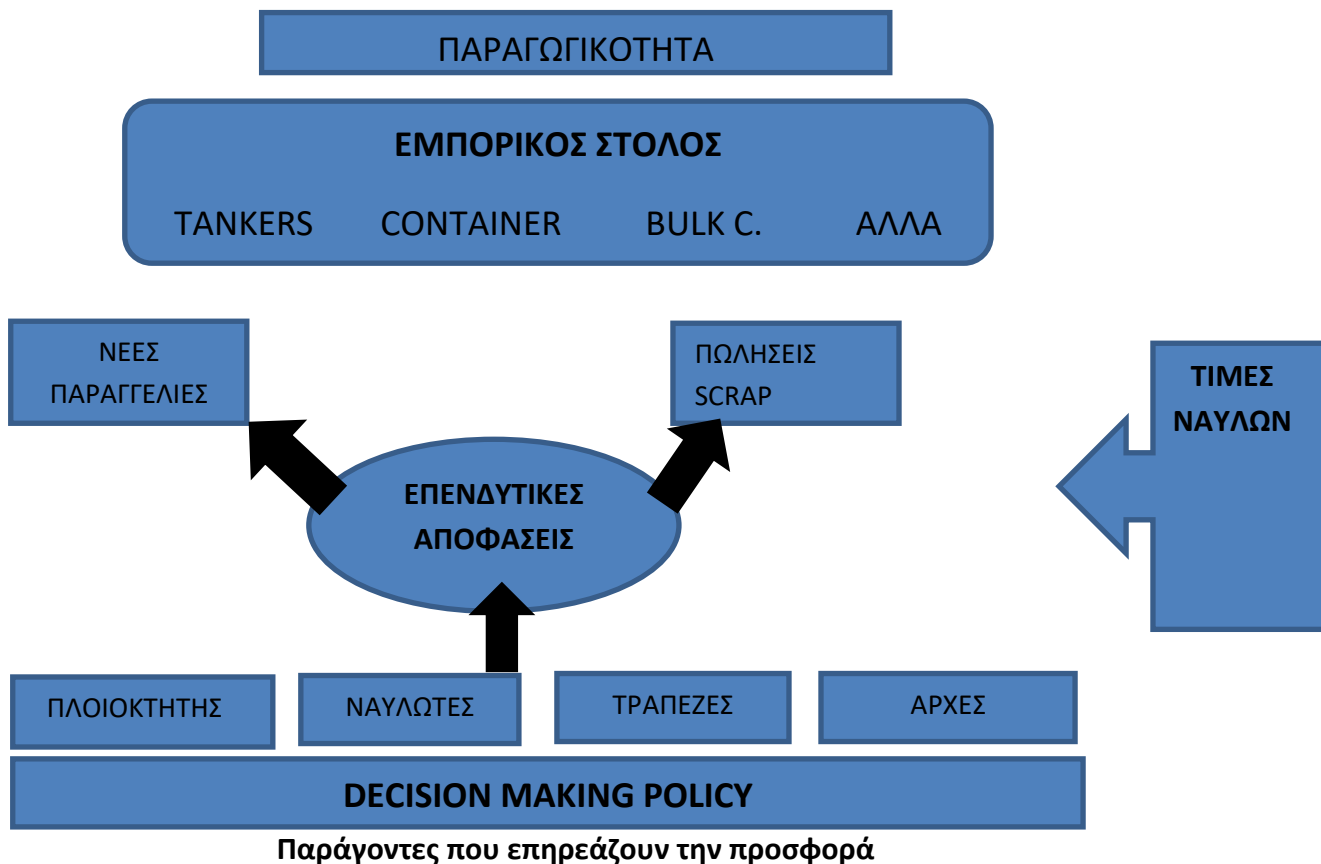 ΠΑΡΑΓΩΓΙΚΟΤΗΤΑ
ΕΜΠΟΡΙΚΟΣ ΣΤΟΛΟΣ
TANKERS CONTAINER BULK C. ΑΛΛΑ
ΝΕΕΣ
ΠΑΡΑΓΓΕΛΙΕΣ
ΠΩΛΗΣΕΙΣ
SCRAP
ΤΙΜΕΣ
ΝΑΥΛΩΝ
ΕΠΕΝΔΥΤΙΚΕΣ
ΑΠΟΦΑΣΕΙΣ
ΠΛΟΙΟΚΤΗΤΗΣ ΝΑΥΛΩΤΕΣ ΤΡΑΠΕΖΕΣ ΑΡΧΕΣ
DECISION MAKING POLICY
Παράγοντες που επηρεάζουν την προσφορά